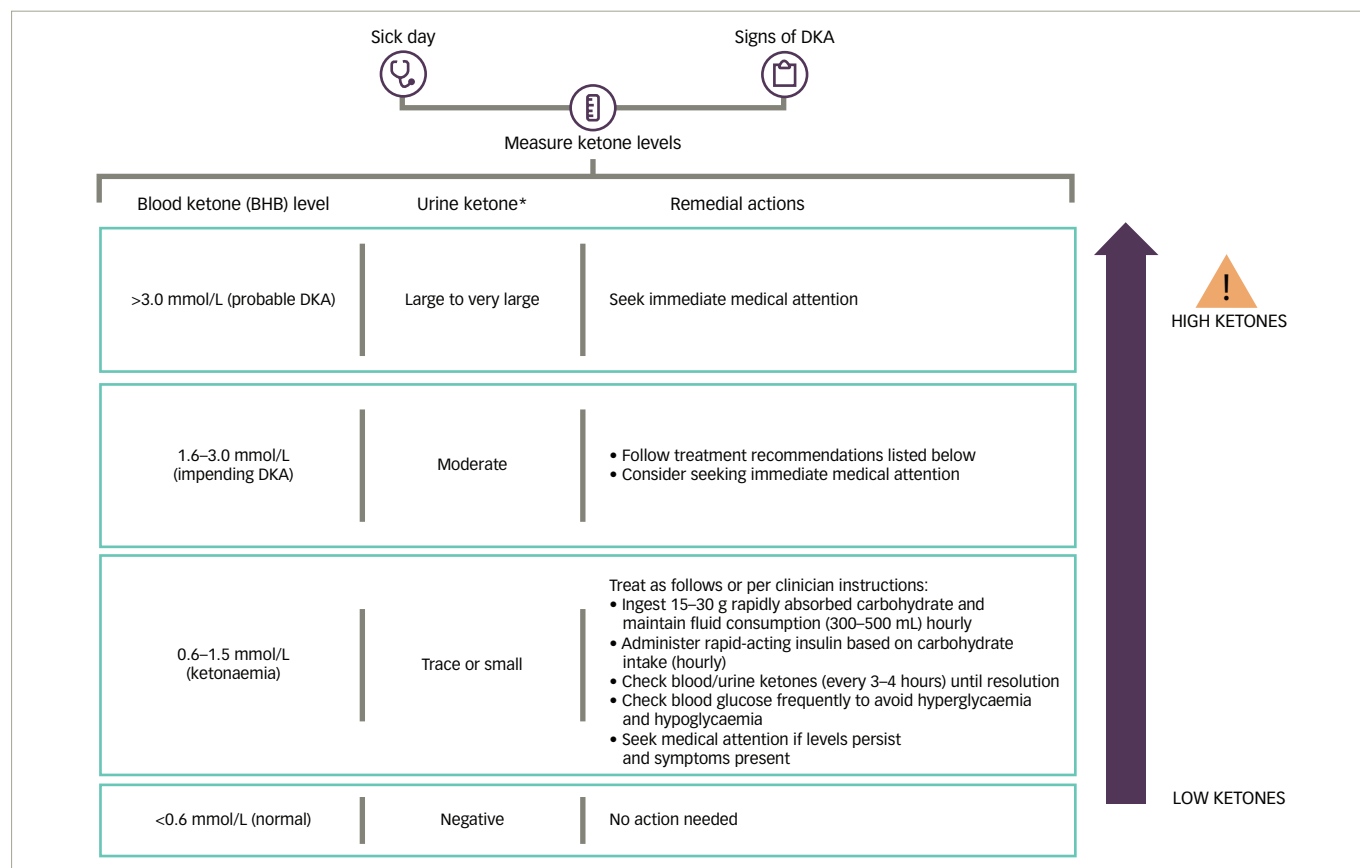 Sick day
Signs of DKA
Measure ketone levels
Blood ketone (BHB) level
Urine ketone*
Remedial actions
>3.0 mmol/L (probable DKA)
Large to very large
Seek immediate medical attention
!
HIGH KETONES
1.6–3.0 mmol/L
(impending DKA)
Moderate
• Follow treatment recommendations listed below
• Consider seeking immediate medical attention
0.6–1.5 mmol/L
(ketonaemia)
Trace or small
Treat as follows or per clinician instructions:
• Ingest 15–30 g rapidly absorbed carbohydrate and
maintain fluid consumption (300–500 mL) hourly
• Administer rapid-acting insulin based on carbohydrate
intake (hourly)
• Check blood/urine ketones (every 3–4 hours) until resolution
• Check blood glucose frequently to avoid hyperglycaemia
and hypoglycaemia
• Seek medical attention if levels persist
and symptoms present
<0.6 mmol/L (normal)
Negative
No action needed
LOW KETONES